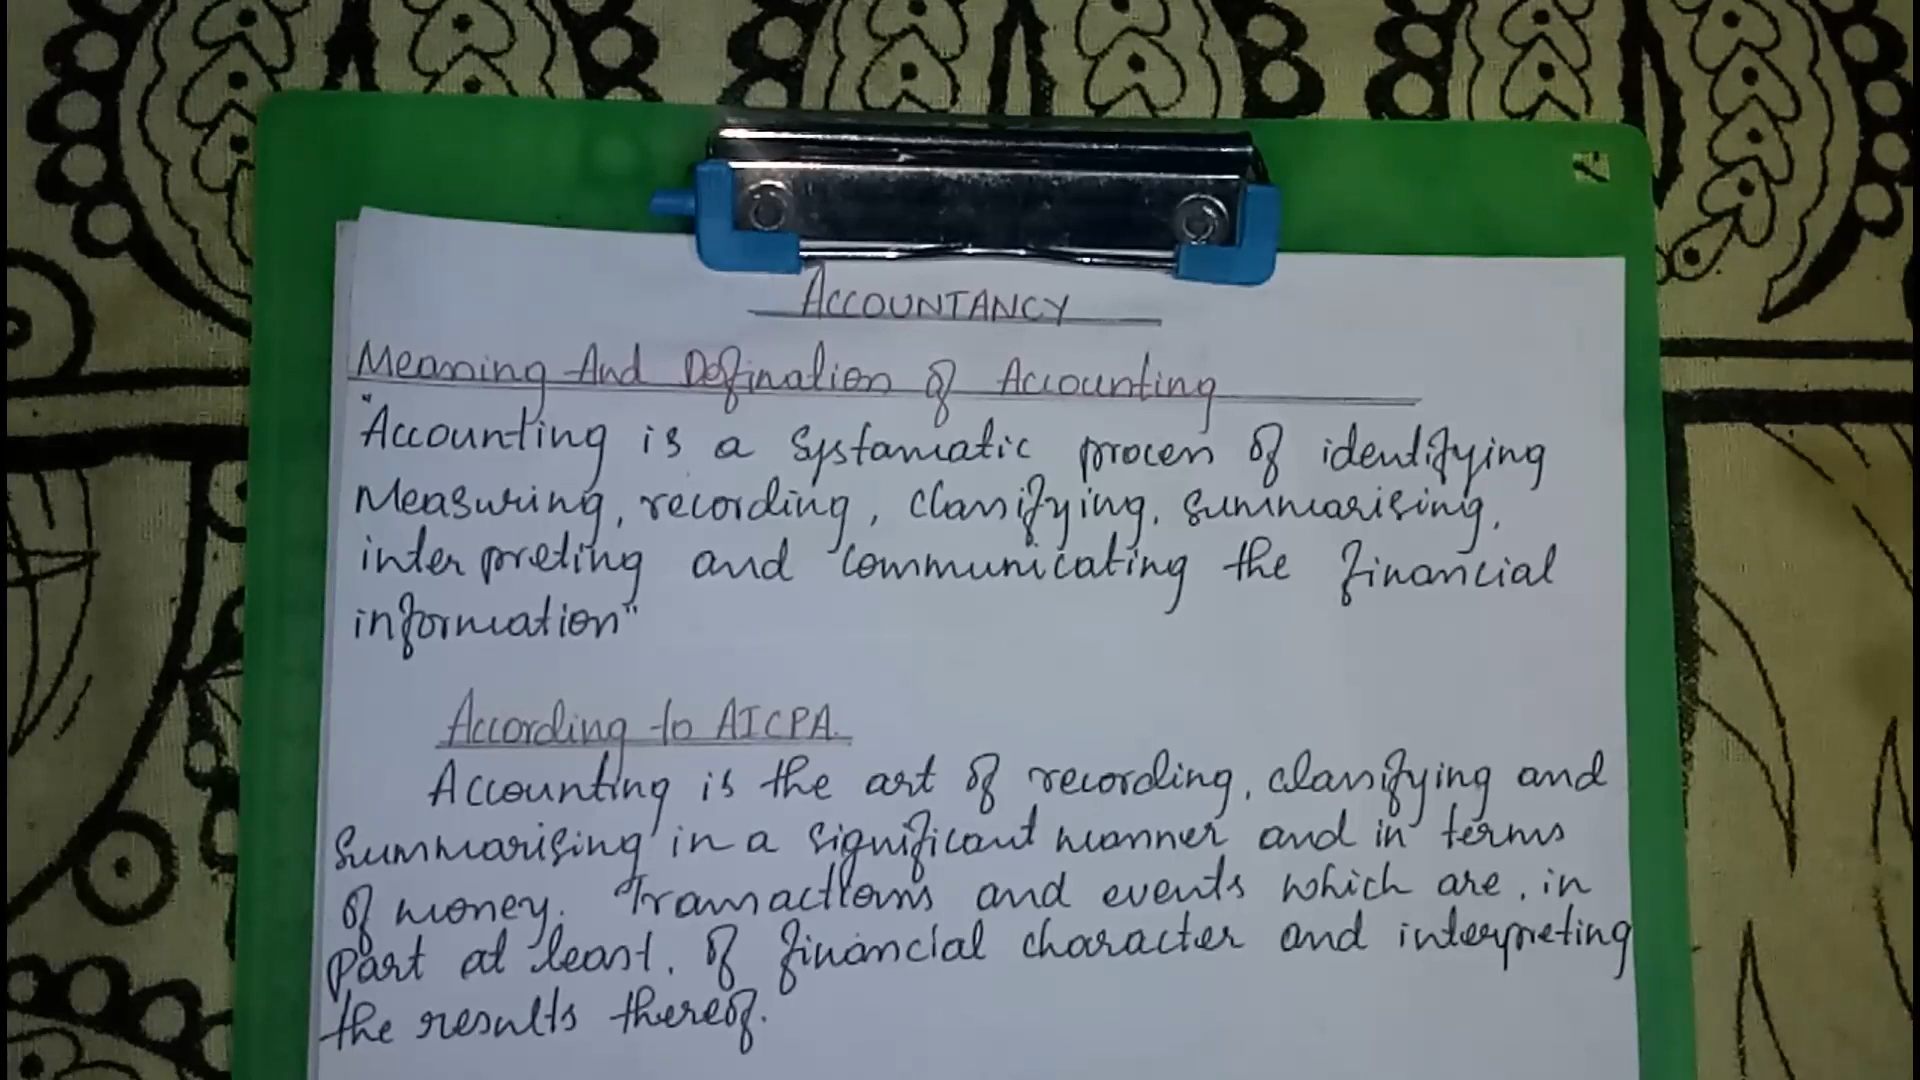 ACCOUNTANCY
Meaning And Defination of Accounting
"Accounting is a Systamatic process of identifying
Measuring, recording, classifying, summarising,
interpreting and communicating the financial
information"
According to AICPA.
Accounting is the art of recording, classifying and
Summarising in a significant manner and in terms
of money. Transactions and events which are, in
part at least, of financial character and interpreting
the results thereof.